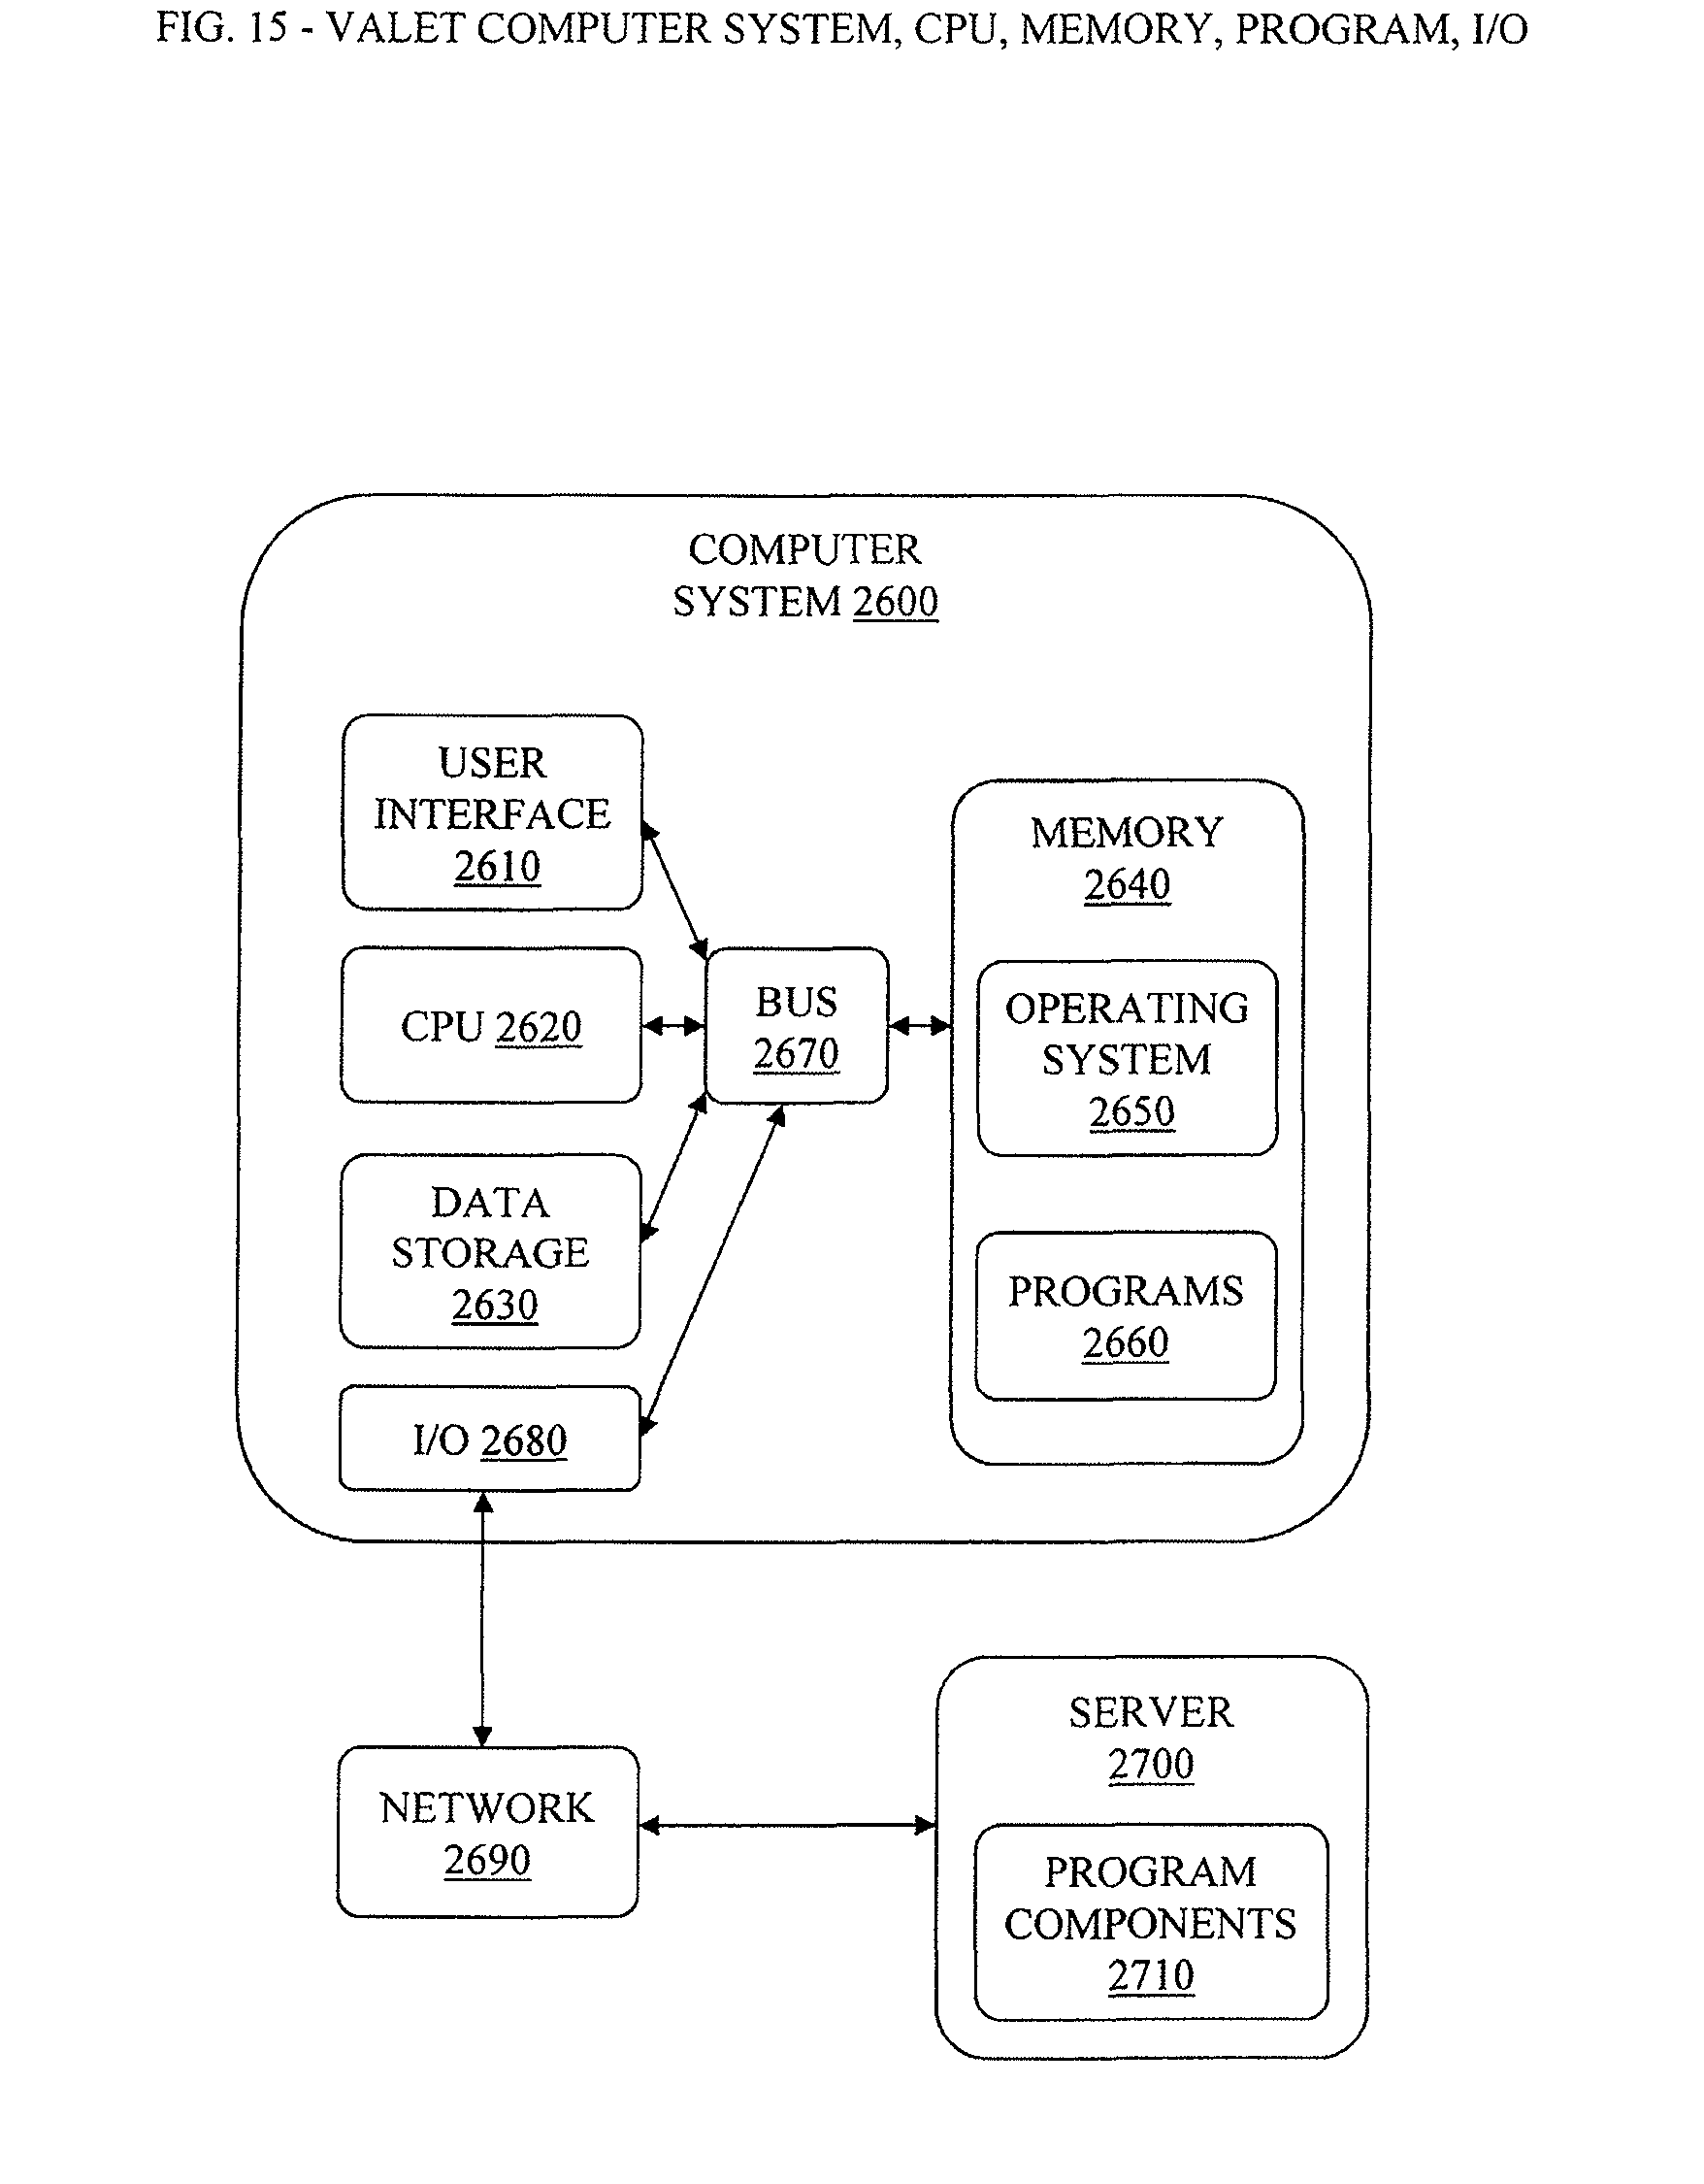 FIG. 15 - VALET COMPUTER SYSTEM, CPU, MEMORY, PROGRAM, I/O
COMPUTER
SYSTEM 2600
USER
INTERFACE
2610
CPU 2620
DATA
STORAGE
2630
I/O 2680
BUS
2670
MEMORY
2640
OPERATING
SYSTEM
2650
PROGRAMS
2660
NETWORK
2690
SERVER
2700
PROGRAM
COMPONENTS
2710